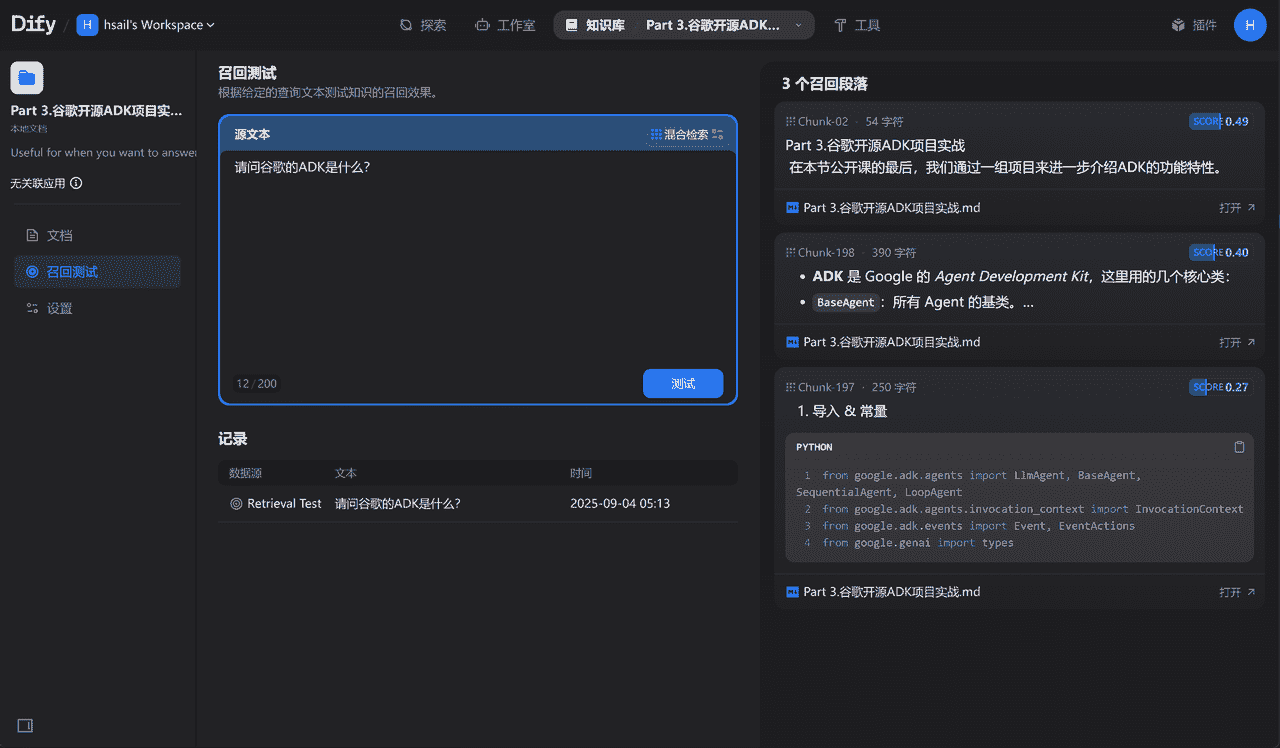 Dify / H hsail's Workspace
探索
工作室
知识库
Part 3.谷歌开源ADK...
工具
插件
H
Part 3.谷歌开源ADK项目实...
本地文档
Useful for when you want to answer
无关联应用
文档
召回测试
设置
召回测试
根据给定的查询文本测试知识的召回效果。
源文本
混合检索
请问谷歌的ADK是什么?
12 / 200
测试
记录
数据源 文本 时间
Retrieval Test 请问谷歌的ADK是什么? 2025-09-04 05:13
3 个召回段落
Chunk-02 · 54 字符 SCORE 0.49
Part 3.谷歌开源ADK项目实战
在本节公开课的最后，我们通过一组项目来进一步介绍ADK的功能特性。
Part 3.谷歌开源ADK项目实战.md 打开
Chunk-198 · 390 字符 SCORE 0.40
• ADK 是 Google 的 Agent Development Kit，这里用的几个核心类：
• BaseAgent：所有 Agent 的基类。...
Part 3.谷歌开源ADK项目实战.md 打开
Chunk-197 · 250 字符 SCORE 0.27
1. 导入 & 常量
PYTHON
1 from google.adk.agents import LlmAgent, BaseAgent,
SequentialAgent, LoopAgent
2 from google.adk.agents.invocation_context import InvocationContext
3 from google.adk.events import Event, EventActions
4 from google.genai import types
Part 3.谷歌开源ADK项目实战.md 打开